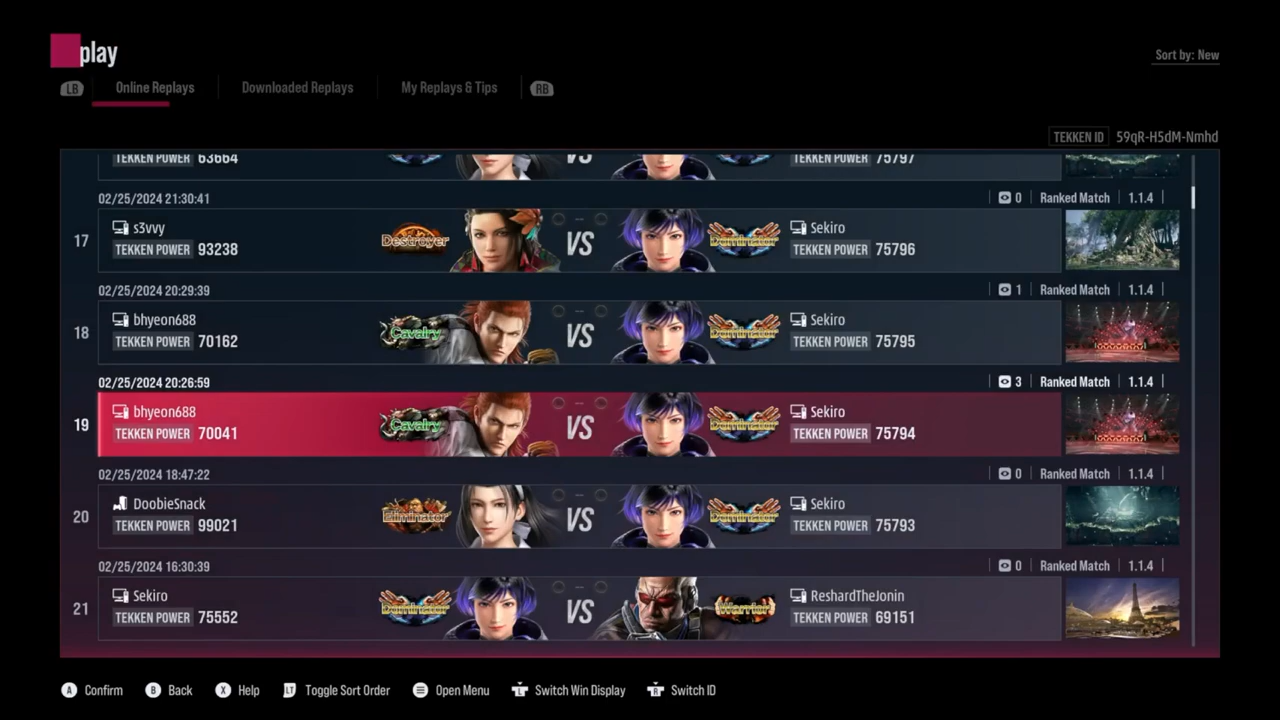 play
Sort by: New
LB Online Replays Downloaded Replays My Replays & Tips RB
TEKKEN ID 59qR-H5dM-Nmhd
TEKKEN POWER 63664 VS TEKKEN POWER 75797
02/25/2024 21:30:41 0 Ranked Match 1.1.4
17 s3vvy Destroyer VS Dominator Sekiro
TEKKEN POWER 93238 TEKKEN POWER 75796
02/25/2024 20:29:39 1 Ranked Match 1.1.4
18 bhyeon688 Cavalry VS Dominator Sekiro
TEKKEN POWER 70162 TEKKEN POWER 75795
02/25/2024 20:26:59 3 Ranked Match 1.1.4
19 bhyeon688 Cavalry VS Dominator Sekiro
TEKKEN POWER 70041 TEKKEN POWER 75794
02/25/2024 18:47:22 0 Ranked Match 1.1.4
20 DoobieSnack Eliminator VS Dominator Sekiro
TEKKEN POWER 99021 TEKKEN POWER 75793
02/25/2024 16:30:39 0 Ranked Match 1.1.4
21 Sekiro Dominator VS Warrior ReshardTheJonin
TEKKEN POWER 75552 TEKKEN POWER 69151
A Confirm B Back X Help LT Toggle Sort Order Open Menu L Switch Win Display R Switch ID